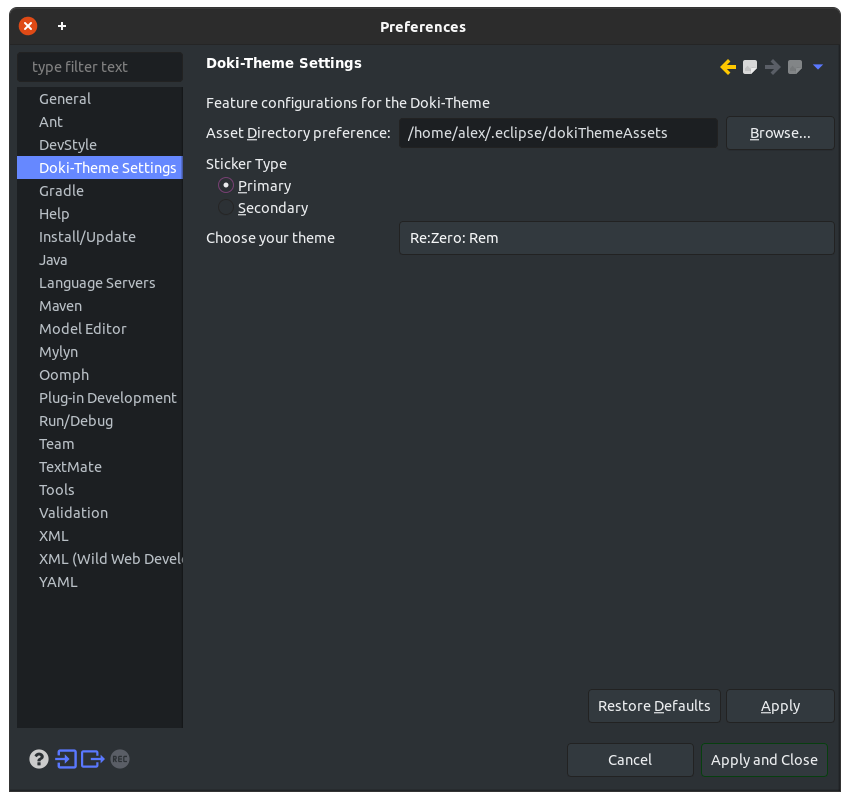 Preferences
type filter text
General
Ant
DevStyle
Doki-Theme Settings
Gradle
Help
Install/Update
Java
Language Servers
Maven
Model Editor
Mylyn
Oomph
Plug-in Development
Run/Debug
Team
TextMate
Tools
Validation
XML
XML (Wild Web Devel
YAML
Doki-Theme Settings
Feature configurations for the Doki-Theme
Asset Directory preference: /home/alex/.eclipse/dokiThemeAssets Browse...
Sticker Type
Primary
Secondary
Choose your theme Re:Zero: Rem
Restore Defaults Apply
? REC Cancel Apply and Close